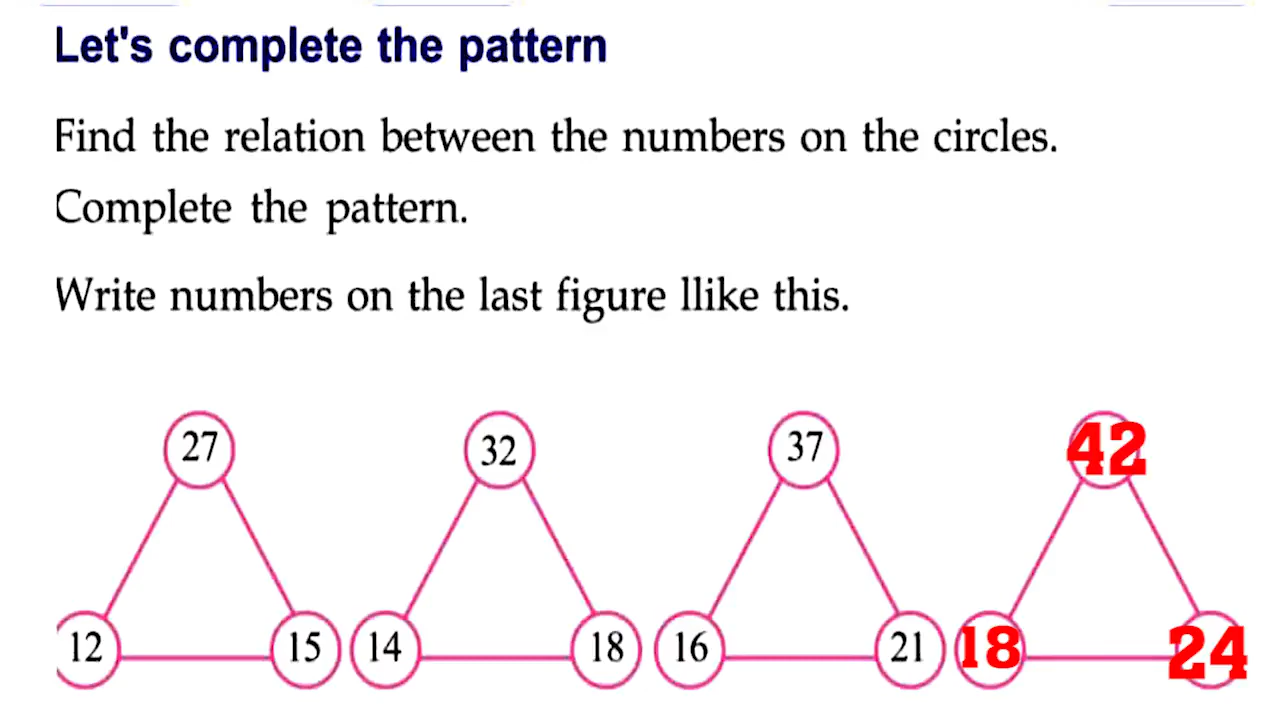 Let's complete the pattern
Find the relation between the numbers on the circles.
Complete the pattern.
Write numbers on the last figure llike this.
27 32 37 42
12 15 14 18 16 21 18 24